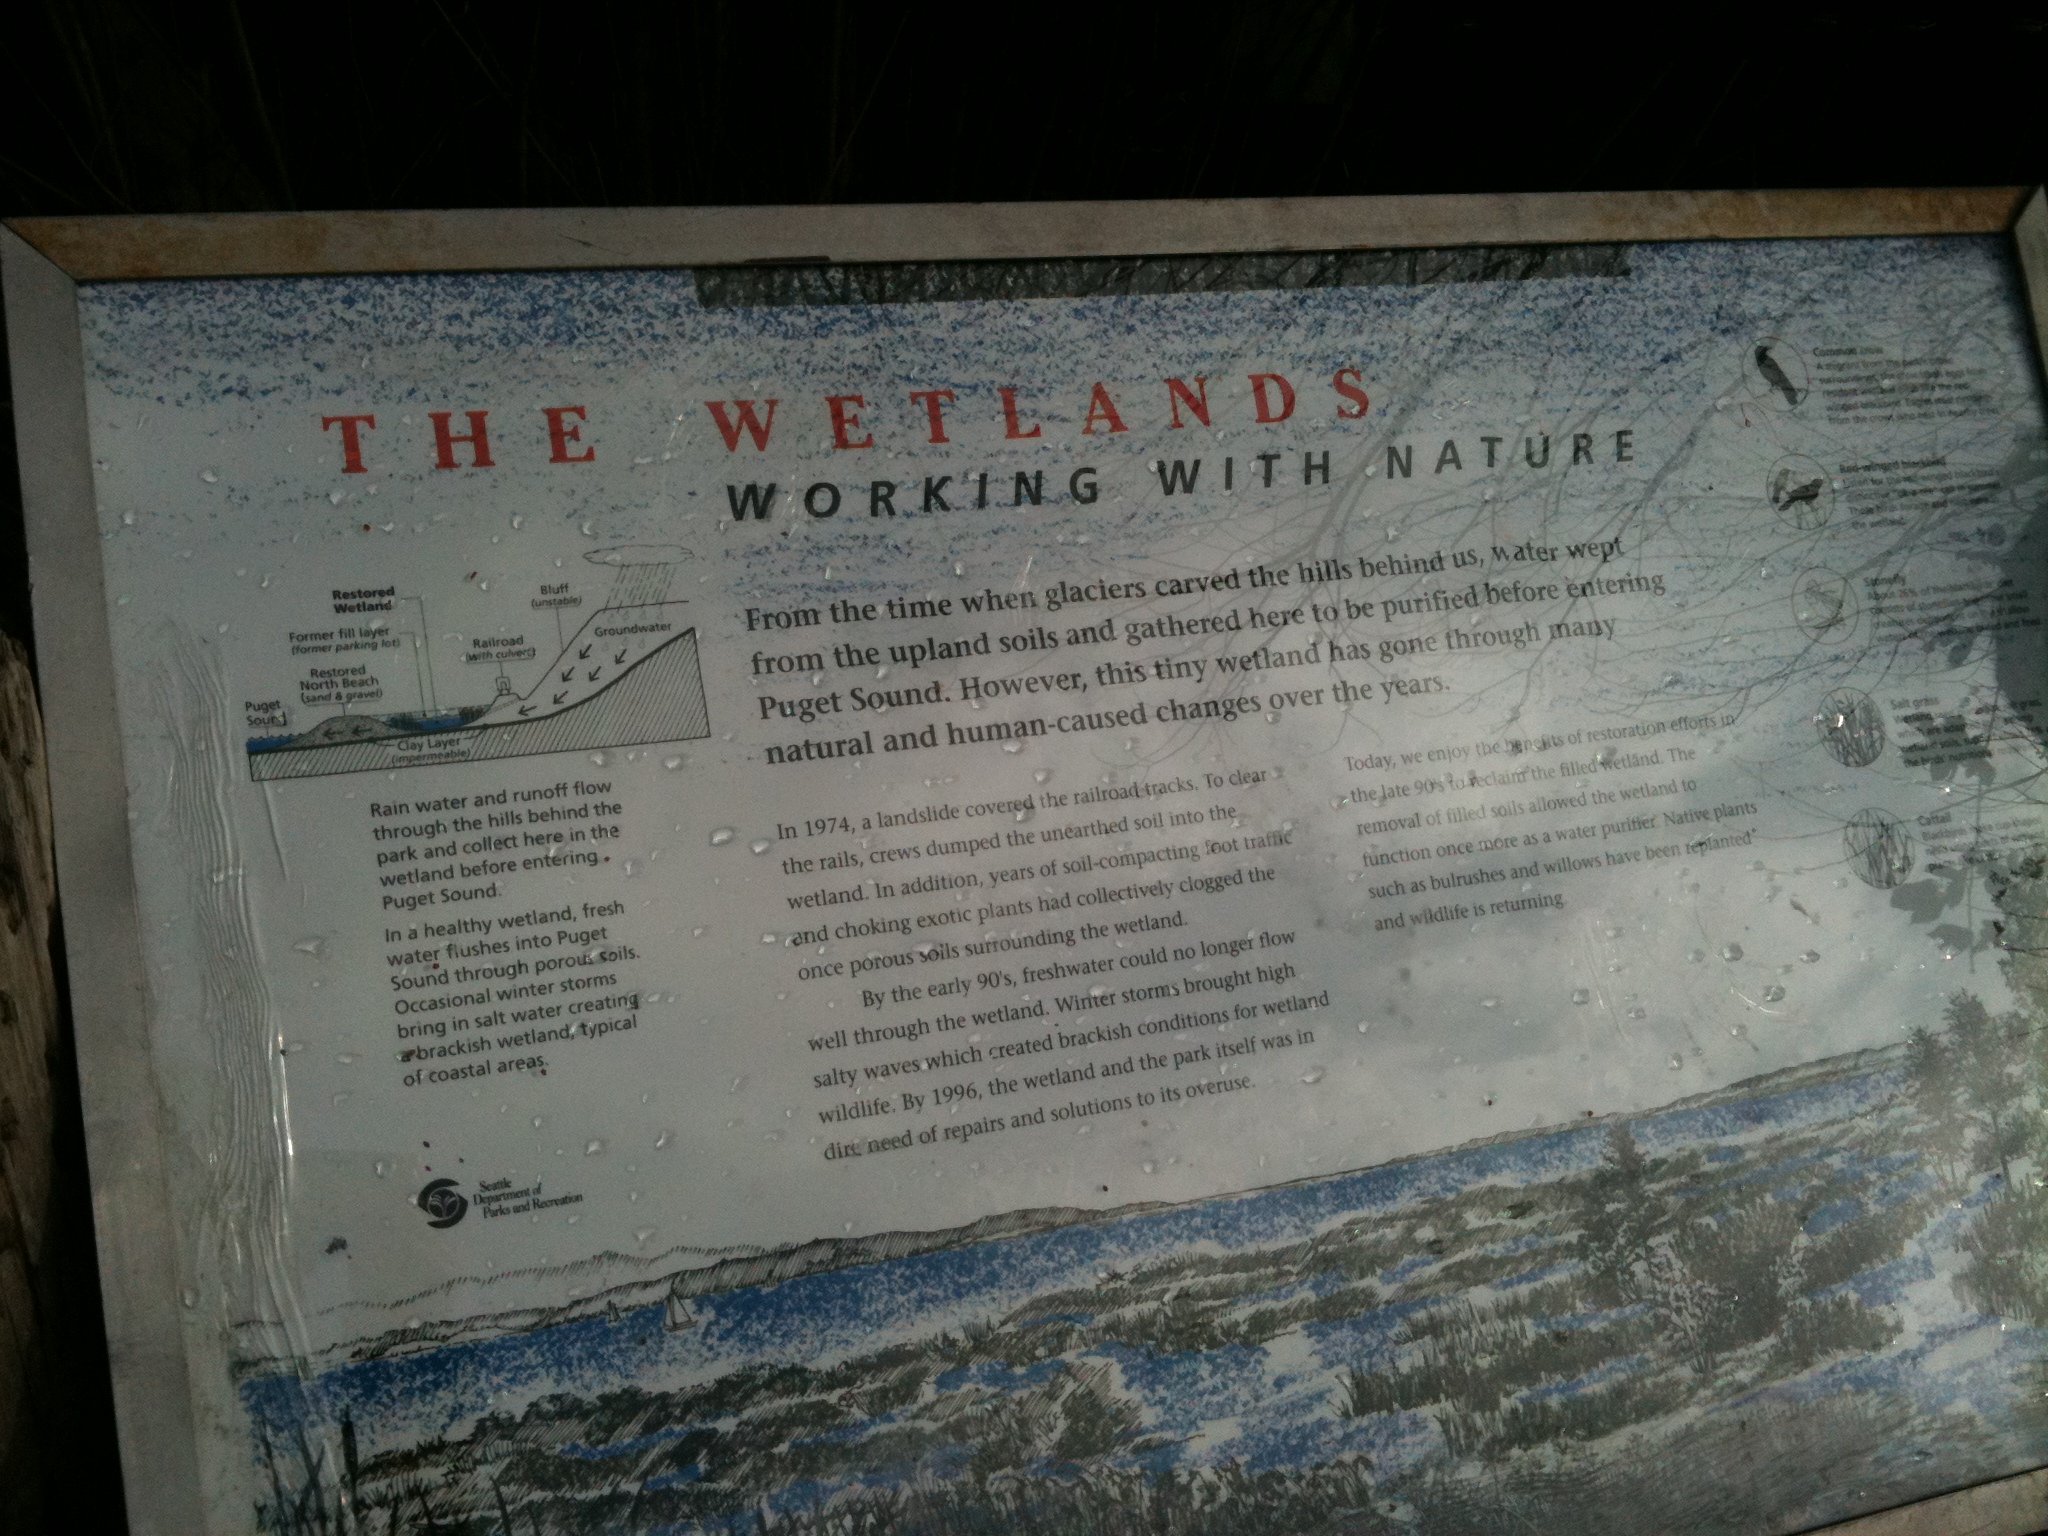 THE WETLANDS
WORKING WITH NATURE
From the time when glaciers carved the hills behind us, water wept
from the upland soils and gathered here to be purified before entering
Puget Sound. However, this tiny wetland has gone through many
natural and human-caused changes over the years.
Restored
Wetland
Former fill layer
(former parking lot)
Restored
North Beach
(sand & gravel)
Puget
Sound
Railroad
(with culvert)
Bluff
(unstable)
Groundwater
Clay Layer
(impermeable)
Rain water and runoff flow
through the hills behind the
park and collect here in the
wetland before entering
Puget Sound.
In a healthy wetland, fresh
water flushes into Puget
Sound through porous soils.
Occasional winter storms
bring in salt water creating
a brackish wetland, typical
of coastal areas.
Seattle
Department of
Parks and Recreation
In 1974, a landslide covered the railroad tracks. To clear
the rails, crews dumped the unearthed soil into the
wetland. In addition, years of soil-compacting foot traffic
and choking exotic plants had collectively clogged the
once porous soils surrounding the wetland.
By the early 90's, freshwater could no longer flow
well through the wetland. Winter storms brought high
salty waves which created brackish conditions for wetland
wildlife. By 1996, the wetland and the park itself was in
dire need of repairs and solutions to its overuse.
Today, we enjoy the benefits of restoration efforts in
the late 90's to reclaim the filled wetland. The
removal of filled soils allowed the wetland to
function once more as a water purifier. Native plants
such as bulrushes and willows have been replanted
and wildlife is returning.
Common crow
Red-winged blackbird
Stonefly
Salt grass
Cattail